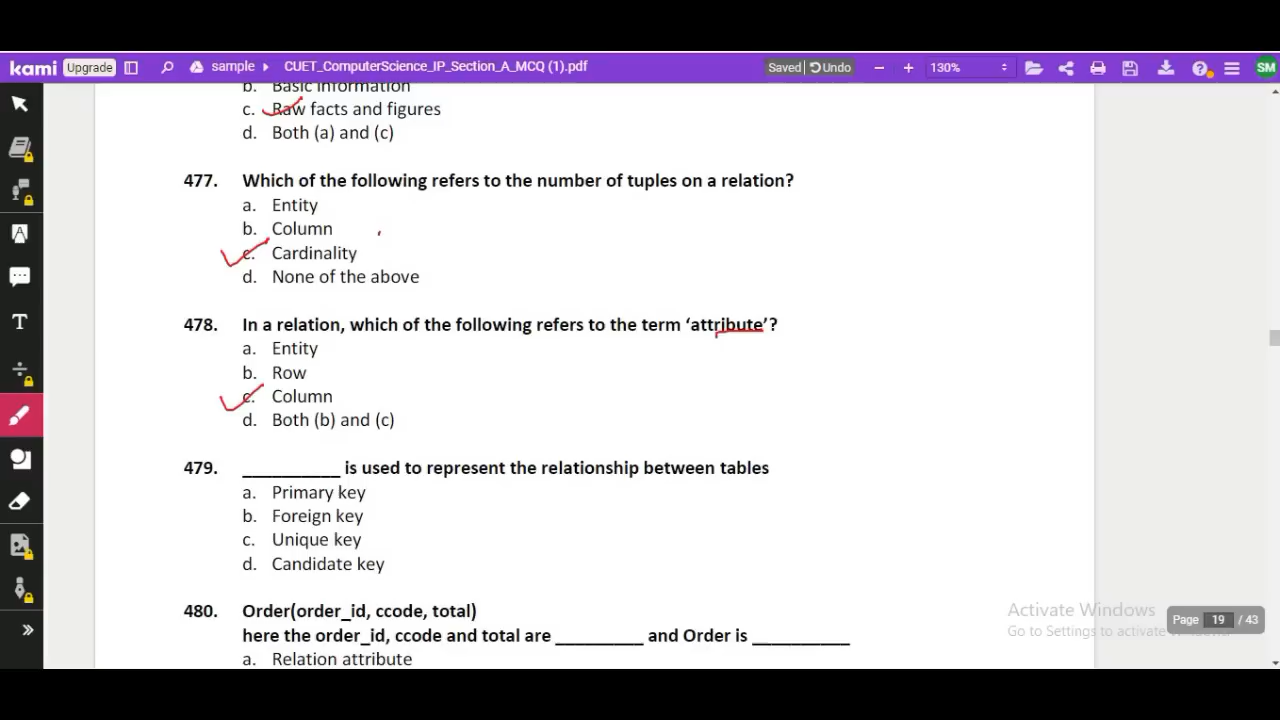 kami Upgrade sample CUET_ComputerScience_IP_Section_A_MCQ (1).pdf Saved Undo 130% SM
b. Basic information
c. Raw facts and figures
d. Both (a) and (c)
477. Which of the following refers to the number of tuples on a relation?
a. Entity
b. Column
c. Cardinality
d. None of the above
478. In a relation, which of the following refers to the term ‘attribute’?
a. Entity
b. Row
c. Column
d. Both (b) and (c)
479. __________ is used to represent the relationship between tables
a. Primary key
b. Foreign key
c. Unique key
d. Candidate key
480. Order(order_id, ccode, total)
here the order_id, ccode and total are _________ and Order is __________
a. Relation attribute
Activate Windows
Go to Settings to activate
Page 19 / 43